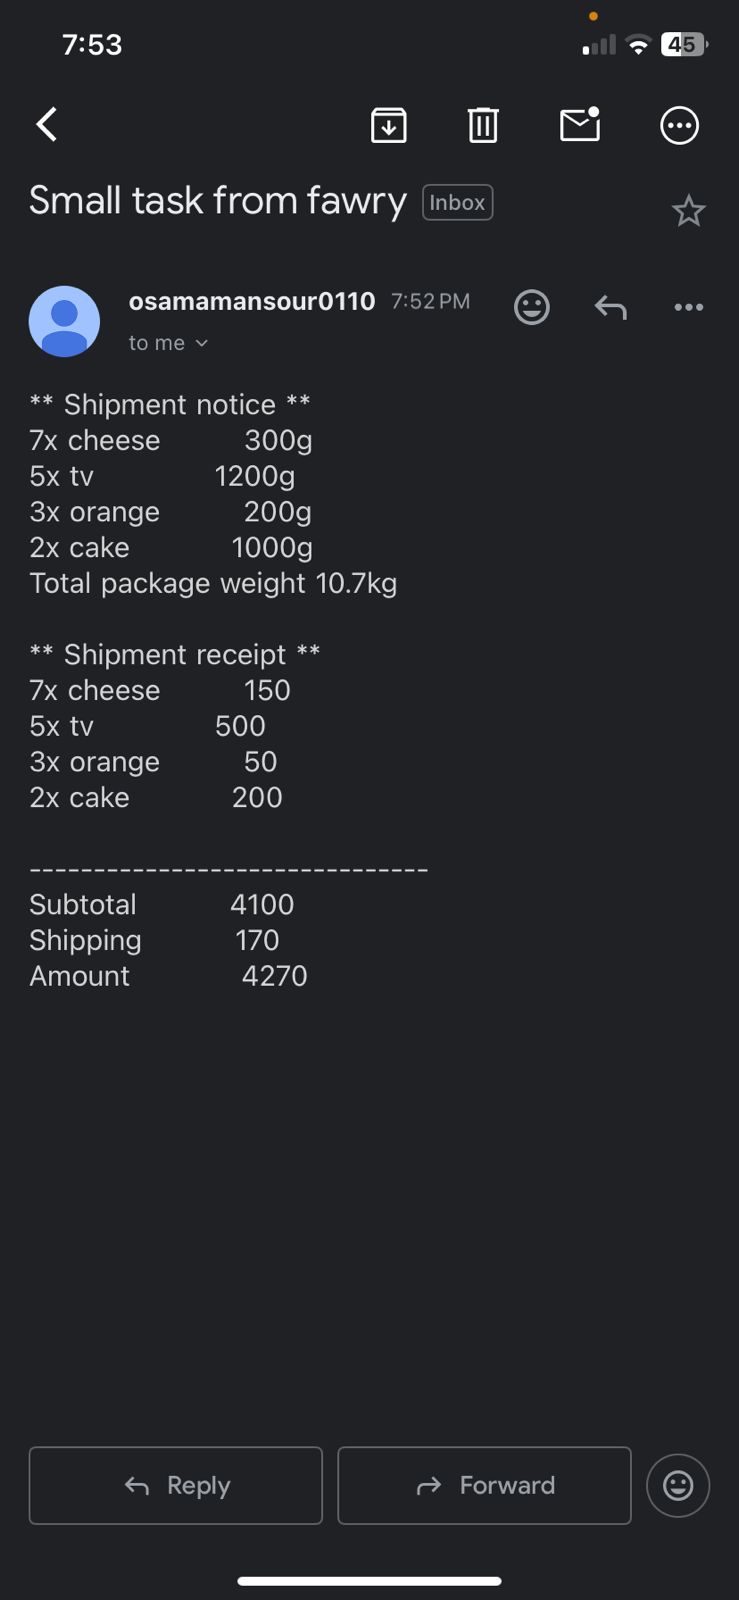 7:53
45
Small task from fawry Inbox
osamamansour0110 7:52 PM
to me
** Shipment notice **
7x cheese 300g
5x tv 1200g
3x orange 200g
2x cake 1000g
Total package weight 10.7kg
** Shipment receipt **
7x cheese 150
5x tv 500
3x orange 50
2x cake 200
-------------------------------
Subtotal 4100
Shipping 170
Amount 4270
Reply Forward